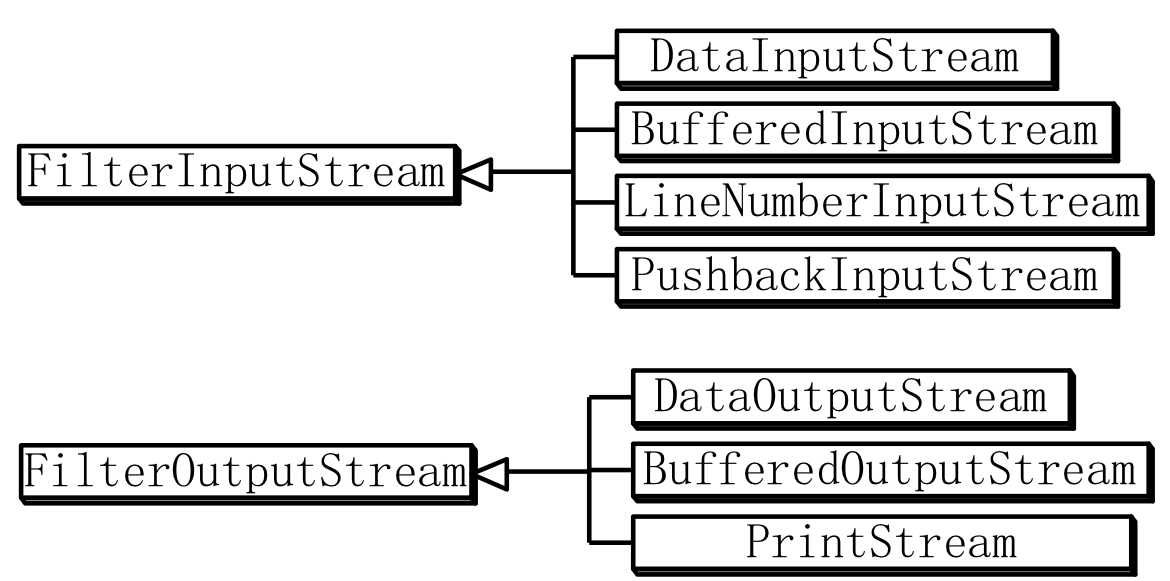 DataInputStream
BufferedInputStream
FilterInputStream
LineNumberInputStream
PushbackInputStream
DataOutputStream
FilterOutputStream
BufferedOutputStream
PrintStream